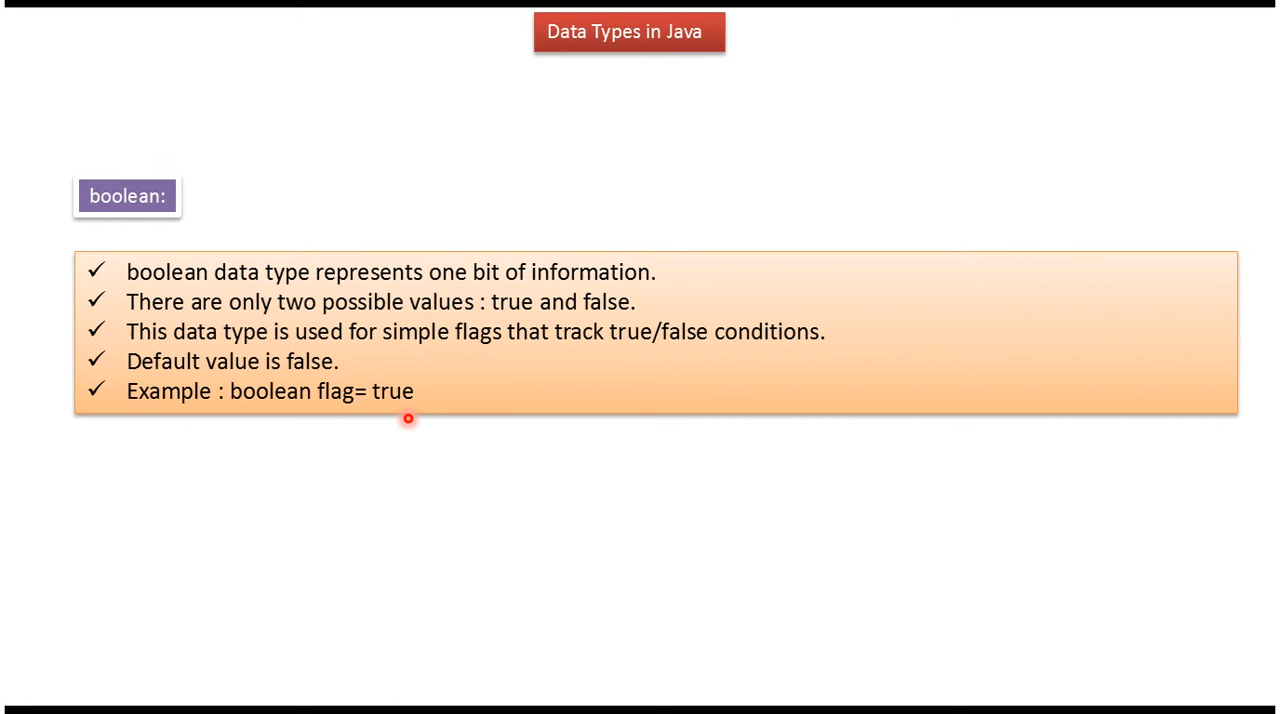 Data Types in Java
boolean:
✓ boolean data type represents one bit of information.
✓ There are only two possible values : true and false.
✓ This data type is used for simple flags that track true/false conditions.
✓ Default value is false.
✓ Example : boolean flag= true